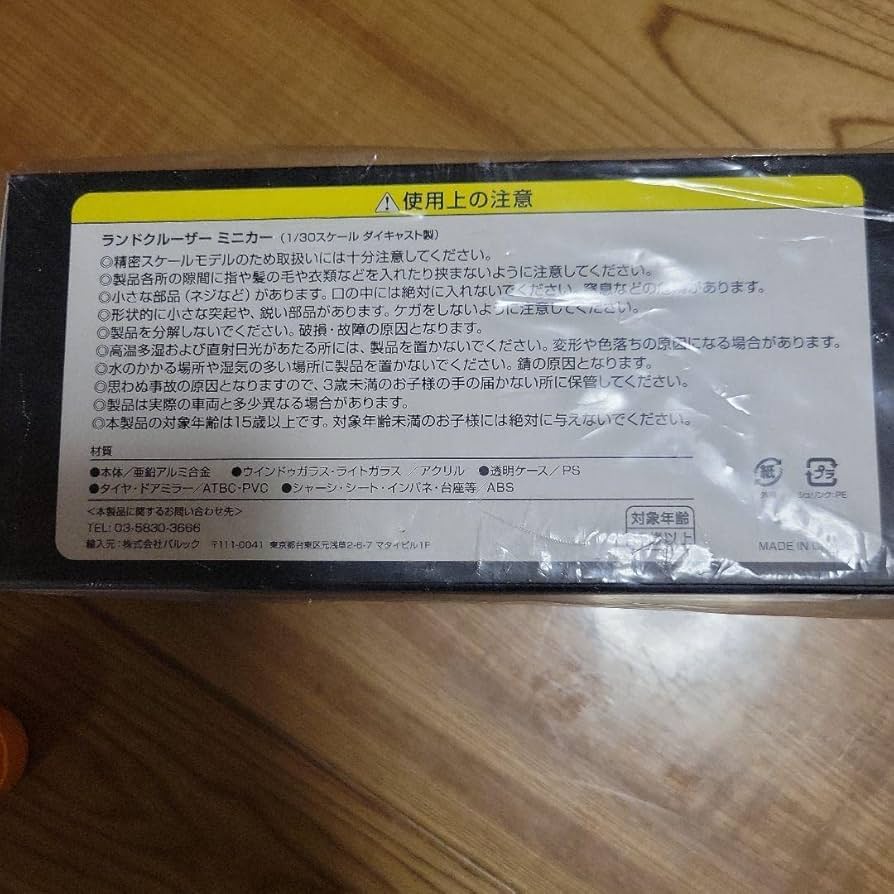 使用上の注意
ランドクルーザー ミニカー（1/30スケール ダイキャスト製）
◎精密スケールモデルのため取扱いには十分注意してください。
◎製品各所の隙間に指や髪の毛や衣類などを入れたり挟まないように注意してください。
◎小さな部品（ネジなど）があります。口の中には絶対に入れないでください。窒息などの危険があります。
◎形状的に小さな突起や、鋭い部品があります。ケガをしないように注意してください。
◎製品を分解しないでください。破損・故障の原因となります。
◎高温多湿および直射日光があたる所には、製品を置かないでください。変形や色落ちの原因になる場合があります。
◎水のかかる場所や湿気の多い場所に製品を置かないでください。錆の原因となります。
◎思わぬ事故の原因となりますので、3歳未満のお子様の手の届かない所に保管してください。
◎製品は実際の車両と多少異なる場合があります。
◎本製品の対象年齢は15歳以上です。対象年齢未満のお子様には絶対に与えないでください。
材質
●本体／亜鉛アルミ合金 ●ウインドゥガラス・ライトガラス ／アクリル ●透明ケース／PS
●タイヤ・ドアミラー／ATBC-PVC ●シャーシ・シート・インパネ・台座等／ABS
紙 プラ
シュリンク:PE
＜本製品に関するお問い合わせ先＞
TEL: 03-5830-3666
輸入元：株式会社バルック 〒111-0041 東京都台東区元浅草2-6-7 マタイビル1F
対象年齢
以上
MADE IN